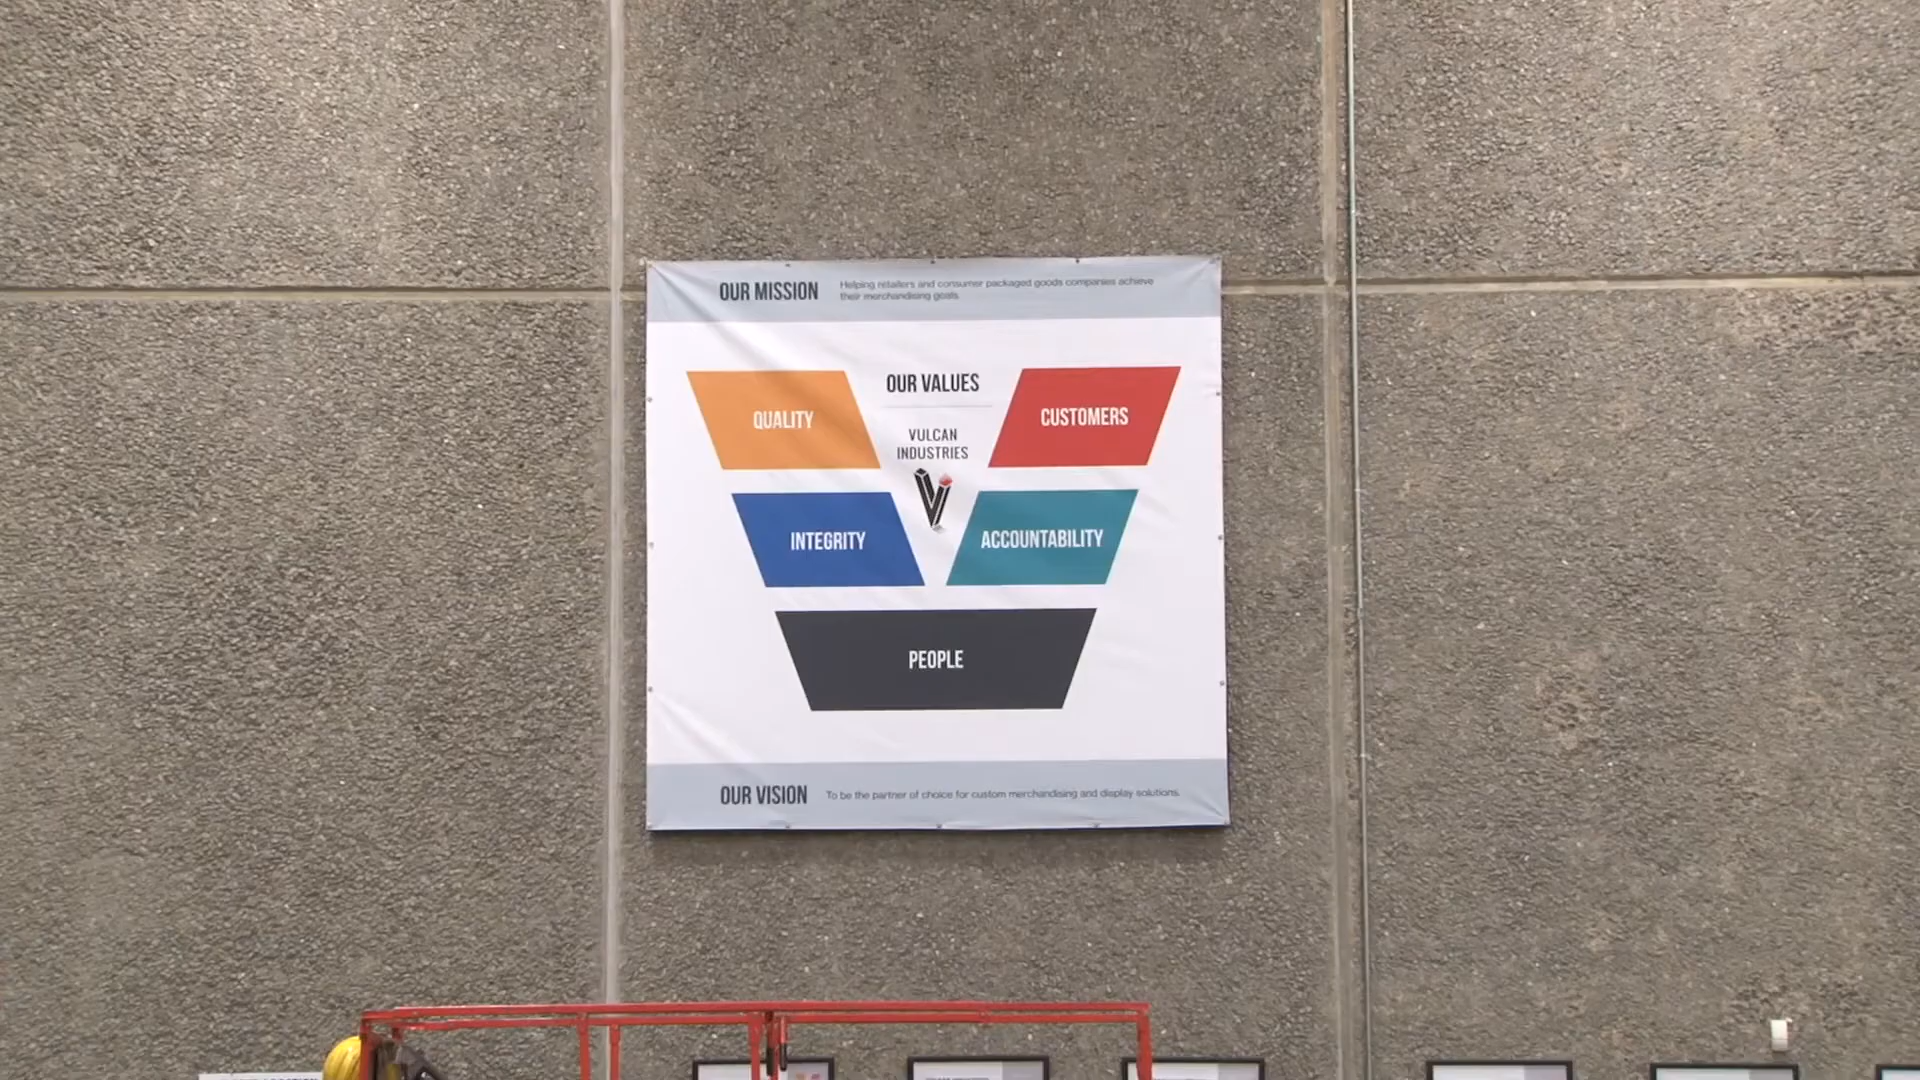 OUR MISSION
Helping retailers and consumer packaged goods companies achieve
their merchandising goals.
OUR VALUES
QUALITY
CUSTOMERS
VULCAN
INDUSTRIES
INTEGRITY
ACCOUNTABILITY
PEOPLE
OUR VISION
To be the partner of choice for custom merchandising and display solutions.